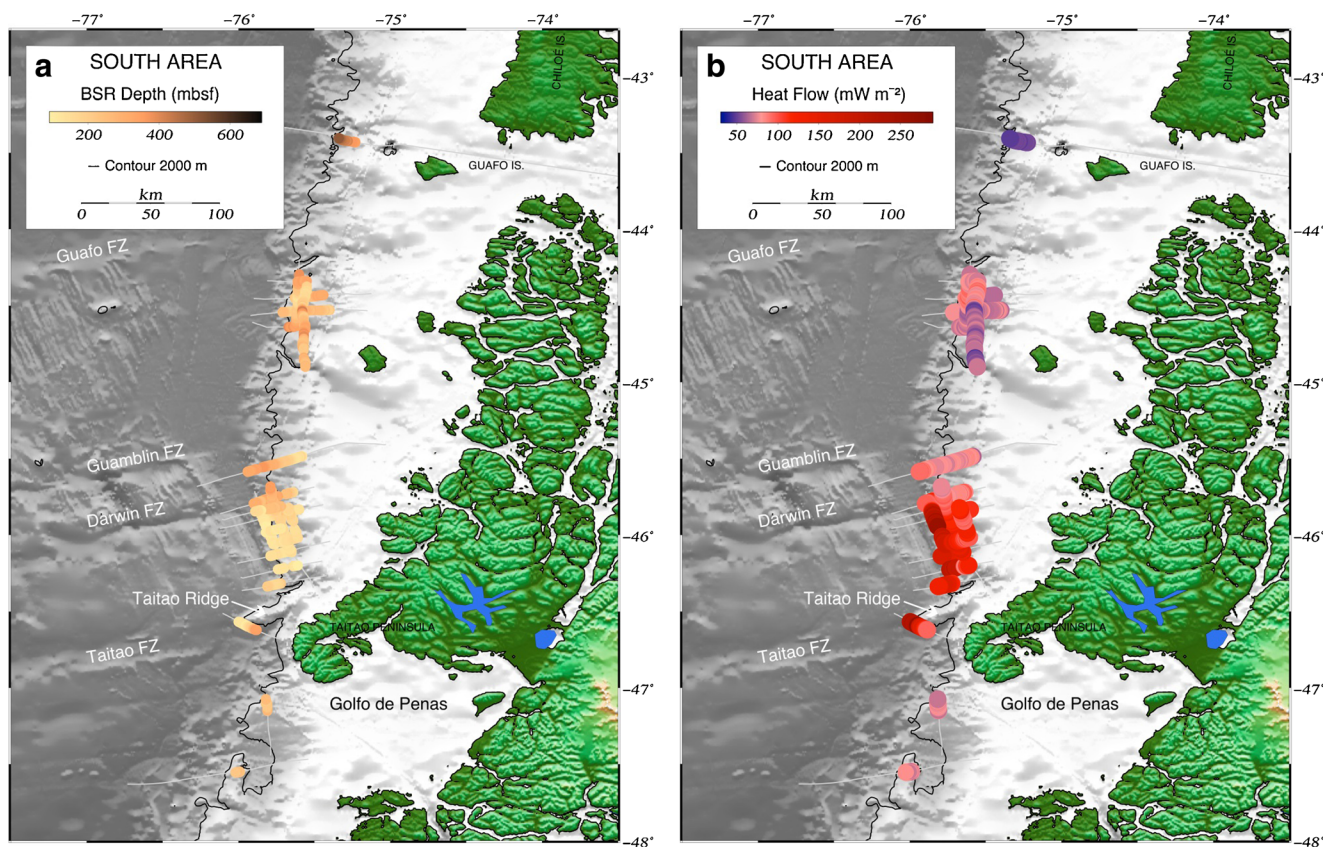 −77° −76° −75° −74°
a
SOUTH AREA
BSR Depth (mbsf)
200 400 600
Contour 2000 m
km
0 50 100
CHILOE IS.
GUAFO IS.
Guafo FZ
Guamblin FZ
Darwin FZ
Taitao Ridge
TAITAO PENINSULA
Taitao FZ
Golfo de Penas
−43°
−44°
−45°
−46°
−47°
−48°
−77° −76° −75° −74°
b
SOUTH AREA
Heat Flow (mW m⁻²)
50 100 150 200 250
Contour 2000 m
km
0 50 100
CHILOE IS.
GUAFO IS.
Guafo FZ
Guamblin FZ
Darwin FZ
Taitao Ridge
TAITAO PENINSULA
Taitao FZ
Golfo de Penas
−43°
−44°
−45°
−46°
−47°
−48°